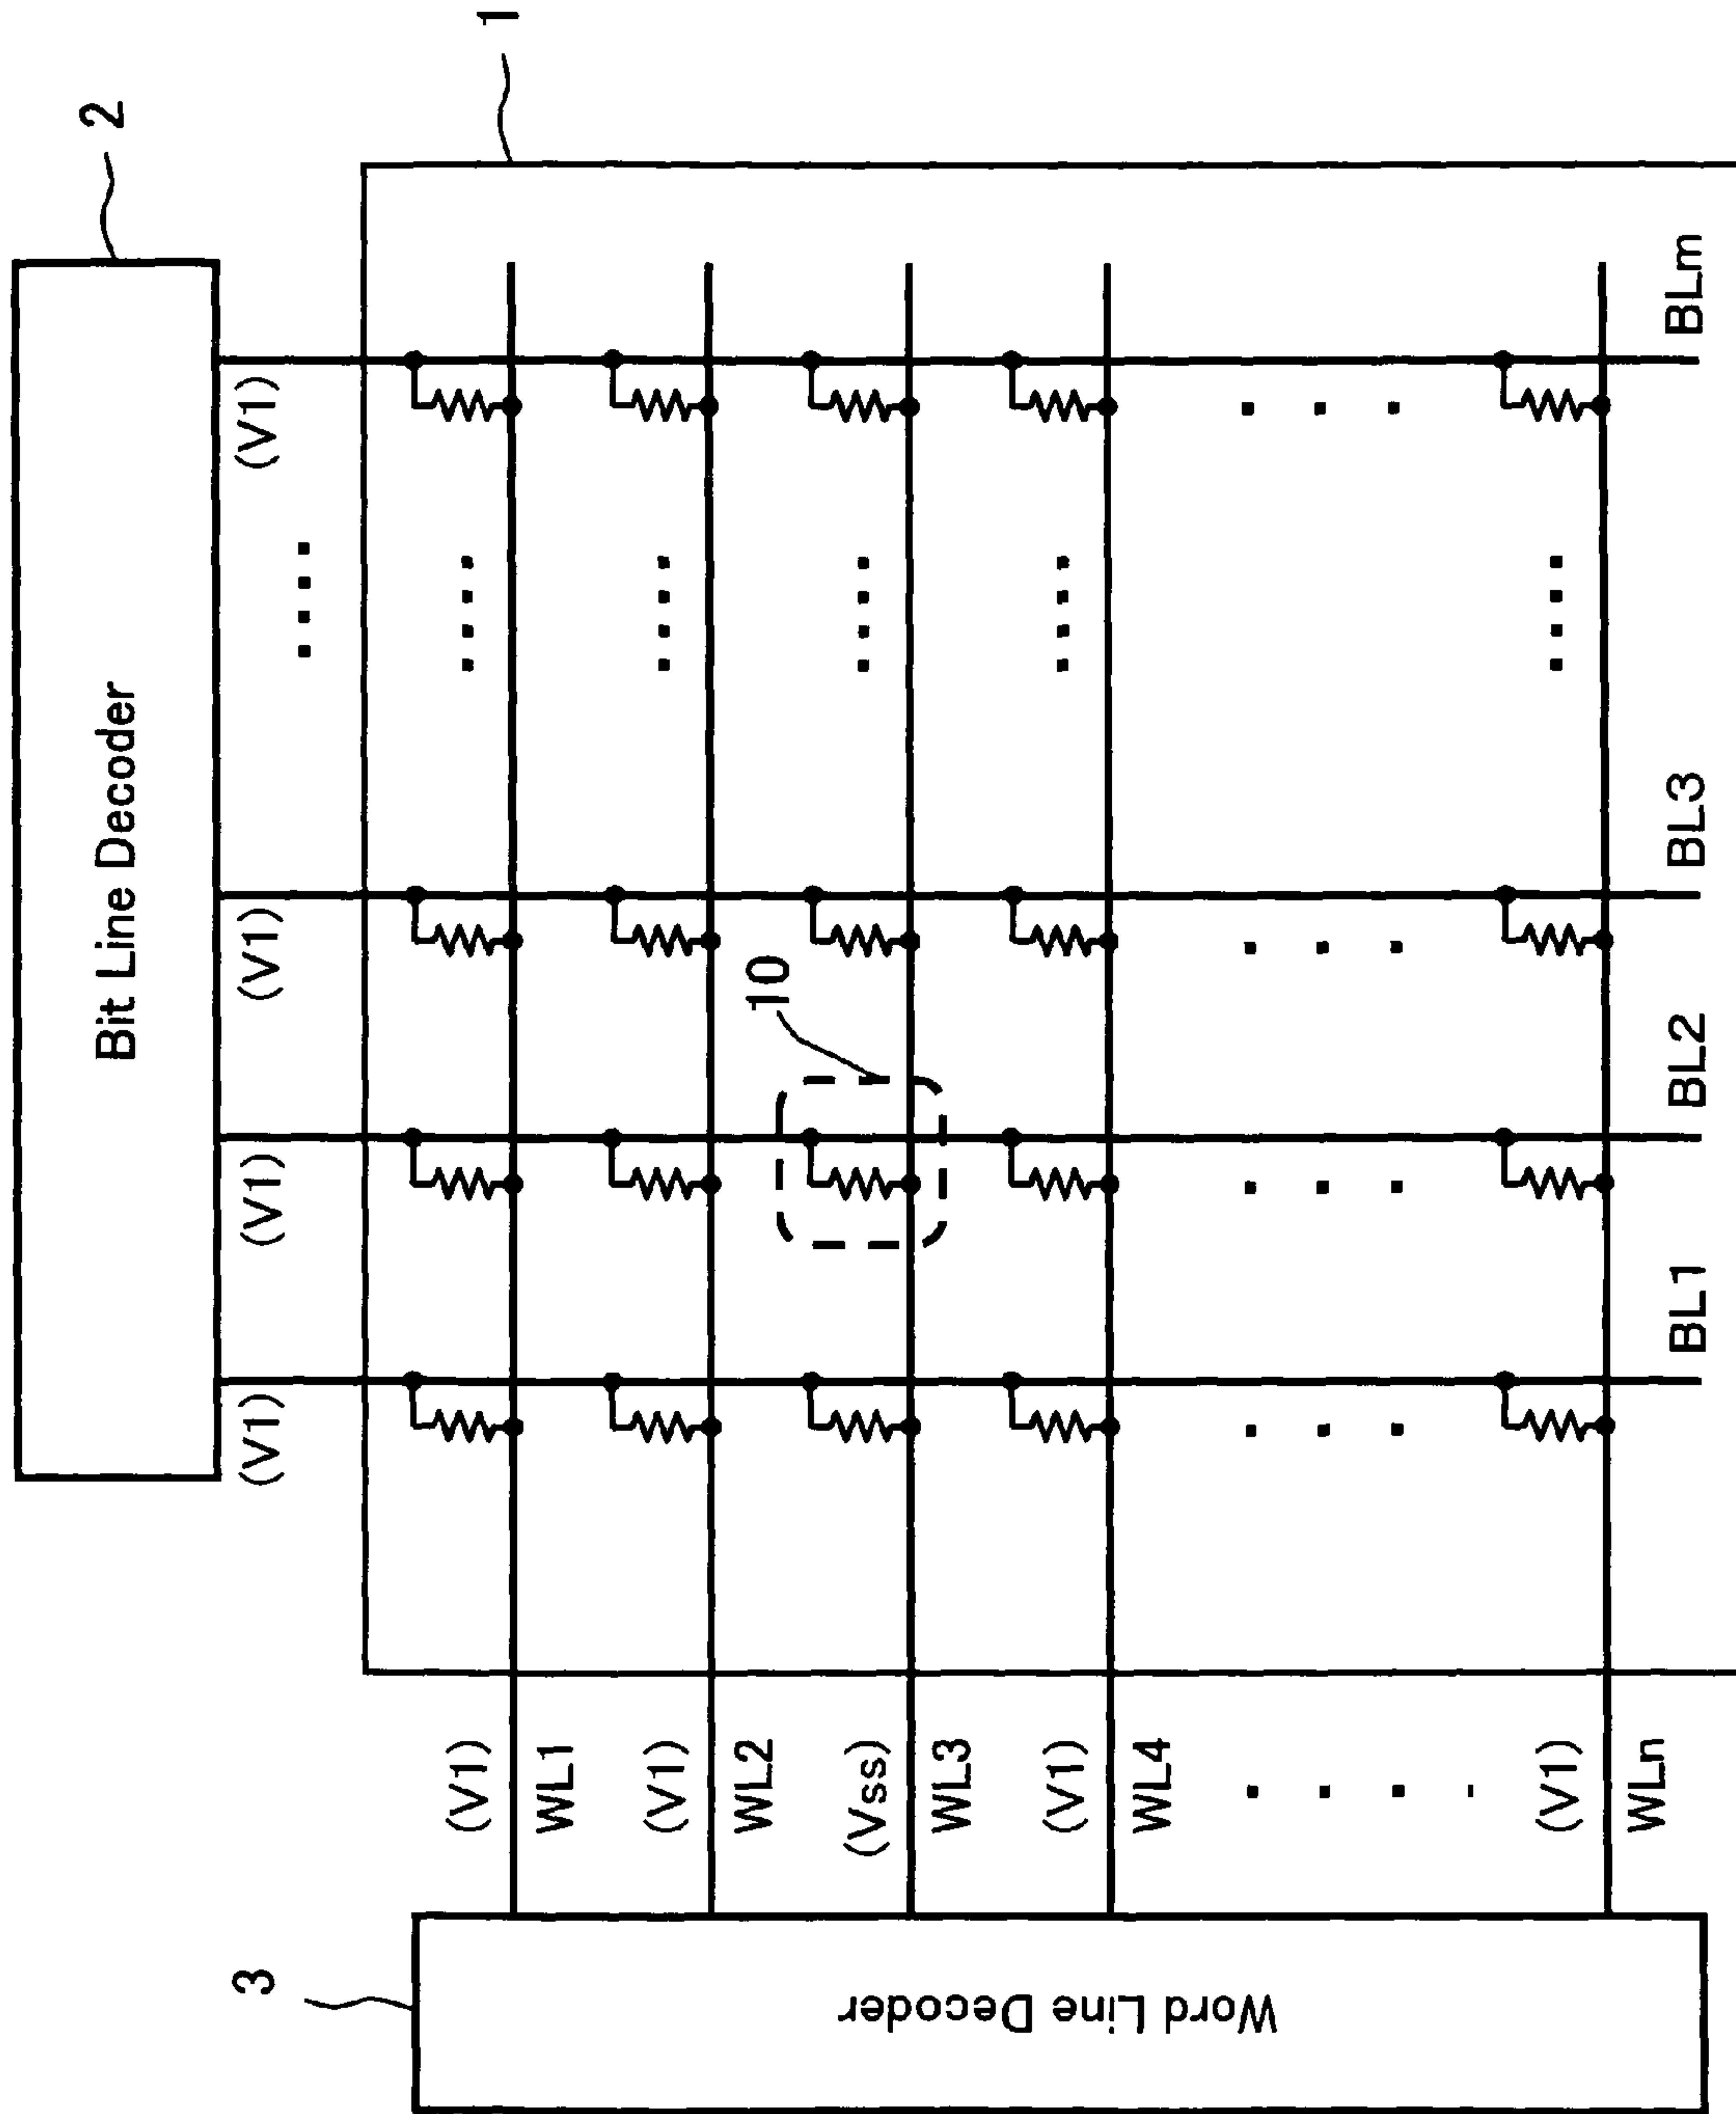 2
Bit Line Decoder
1
(V1) (V1) (V1) (V1)
3
Word Line Decoder
(V1)
WL1
(V1)
WL2
10
(Vss)
WL3
(V1)
WL4
(V1)
WLn
BL1 BL2 BL3 BLm